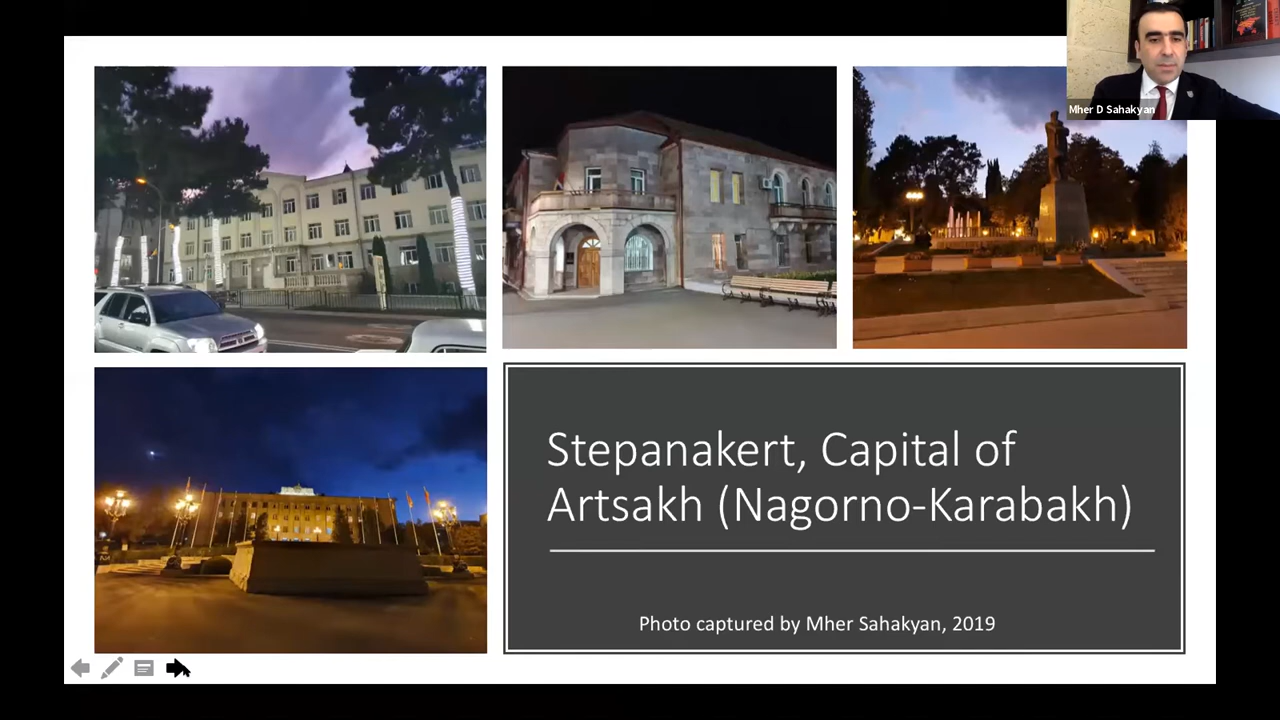 Mher D Sahakyan
Stepanakert, Capital of
Artsakh (Nagorno-Karabakh)
Photo captured by Mher Sahakyan, 2019